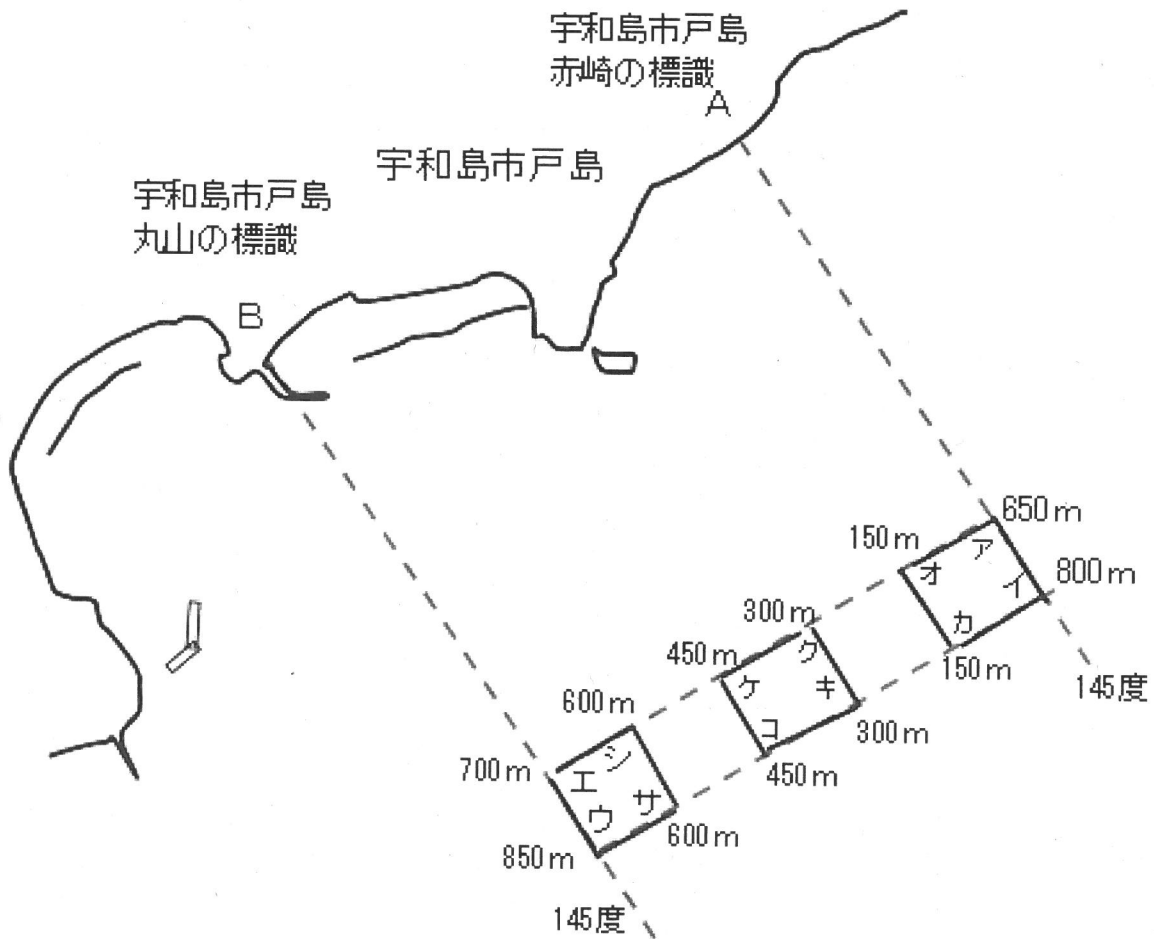 宇和島市戸島
赤崎の標識
A
宇和島市戸島
宇和島市戸島
丸山の標識
B
650m
150m
ア
オ
イ
800m
カ
300m
150m
ク
450m
ケ
キ
145度
600m
コ
300m
シ
450m
700m
エ
サ
ウ
600m
850m
145度